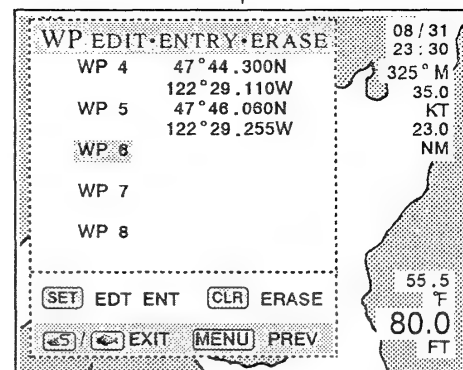 WP EDIT·ENTRY·ERASE
WP 4 47°44.300N
122°29.110W
WP 5 47°46.060N
122°29.255W
WP 6
WP 7
WP 8
SET EDT ENT CLR ERASE
S / EXIT MENU PREV
08/31
23:30
325°M
35.0
KT
23.0
NM
55.5
°F
80.0
FT